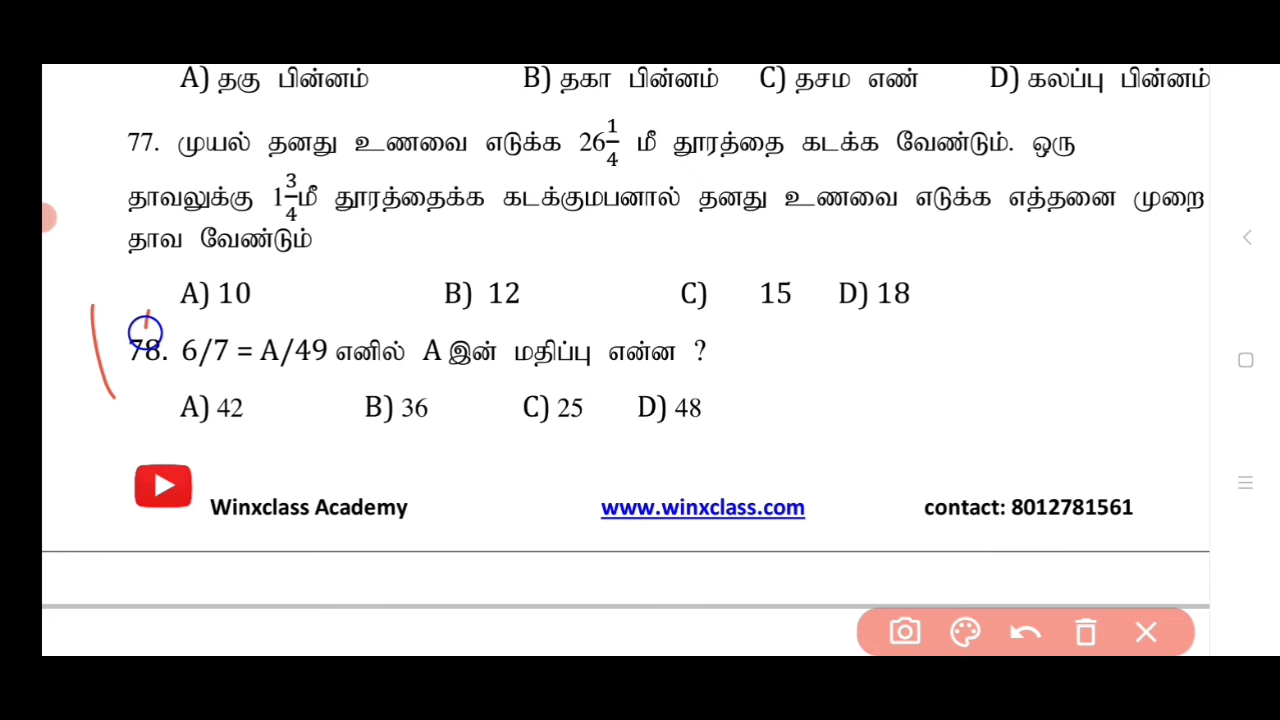 A) தகு பின்னம் B) தகா பின்னம் C) தசம எண் D) கலப்பு பின்னம்
77. முயல் தனது உணவை எடுக்க 26 1/4 மீ தூரத்தை கடக்க வேண்டும். ஒரு
தாவலுக்கு 1 3/4 மீ தூரத்தைக்க கடக்குமபனால் தனது உணவை எடுக்க எத்தனை முறை
தாவ வேண்டும்
A) 10 B) 12 C) 15 D) 18
78. 6/7 = A/49 எனில் A இன் மதிப்பு என்ன ?
A) 42 B) 36 C) 25 D) 48
Winxclass Academy www.winxclass.com contact: 8012781561